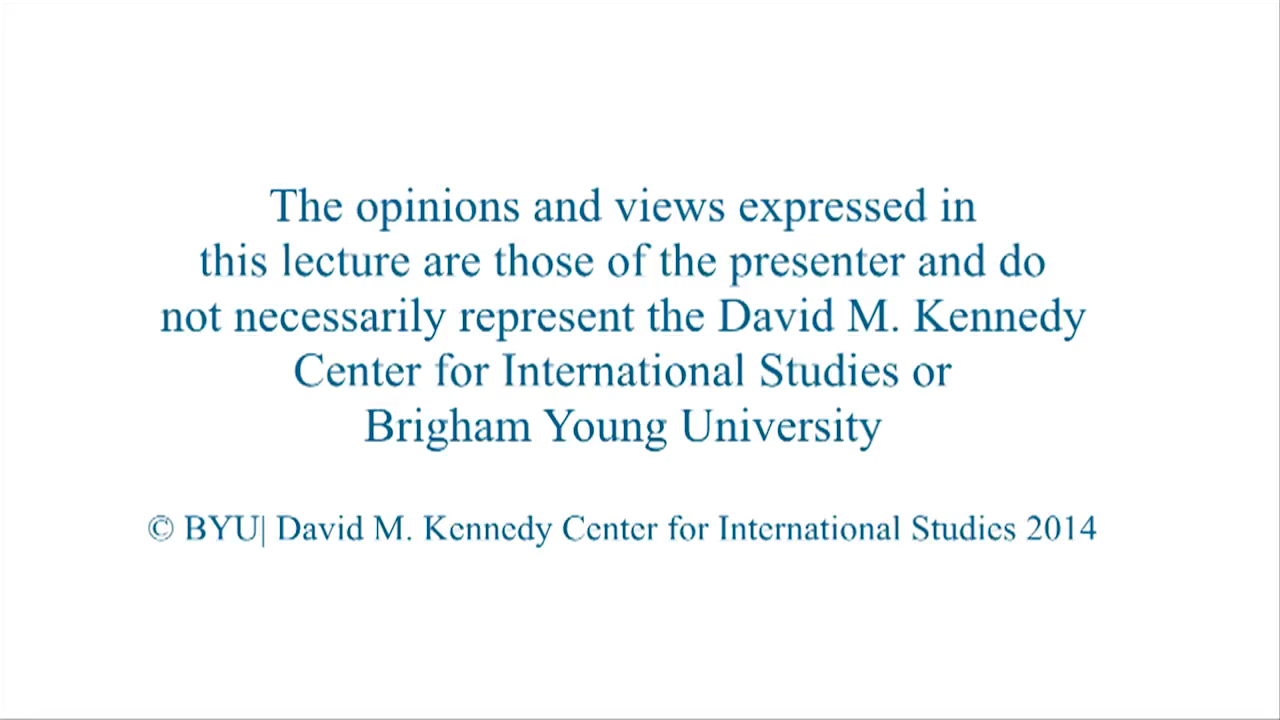 The opinions and views expressed in
this lecture are those of the presenter and do
not necessarily represent the David M. Kennedy
Center for International Studies or
Brigham Young University
© BYU| David M. Kennedy Center for International Studies 2014